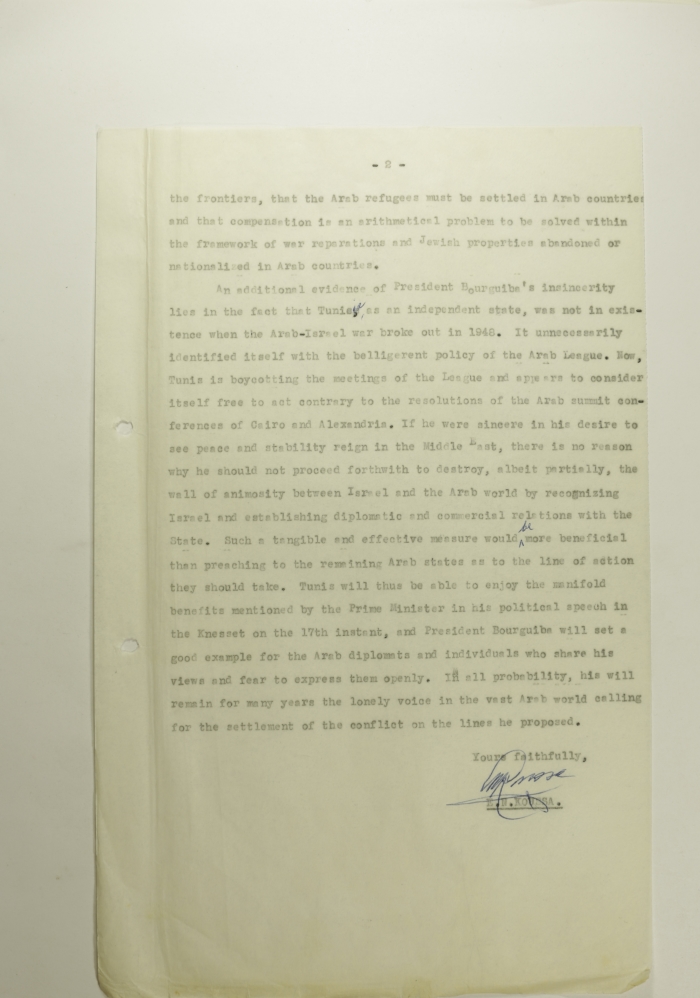 - 2 -
the frontiers, that the Arab refugees must be settled in Arab countries
and that compensation is an arithmetical problem to be solved within
the framework of war reparations and Jewish properties abandoned or
nationalized in Arab countries.
An additional evidence of President Bourguiba's insincerity
lies in the fact that Tunis, as an independent state, was not in exis-
tence when the Arab-Israel war broke out in 1948. It unnecessarily
identified itself with the belligerent policy of the Arab League. Now,
Tunis is boycotting the meetings of the League and appears to consider
itself free to act contrary to the resolutions of the Arab summit con-
ferences of Cairo and Alexandria. If he were sincere in his desire to
see peace and stability reign in the Middle East, there is no reason
why he should not proceed forthwith to destroy, albeit partially, the
wall of animosity between Israel and the Arab world by recognizing
Israel and establishing diplomatic and commercial relations with the
State. Such a tangible and effective measure would be more beneficial
than preaching to the remaining Arab states as to the line of action
they should take. Tunis will thus be able to enjoy the manifold
benefits mentioned by the Prime Minister in his political speech in
the Knesset on the 17th instant, and President Bourguiba will set a
good example for the Arab diplomats and individuals who share his
views and fear to express them openly. In all probability, his will
remain for many years the lonely voice in the vast Arab world calling
for the settlement of the conflict on the lines he proposed.
Yours faithfully,